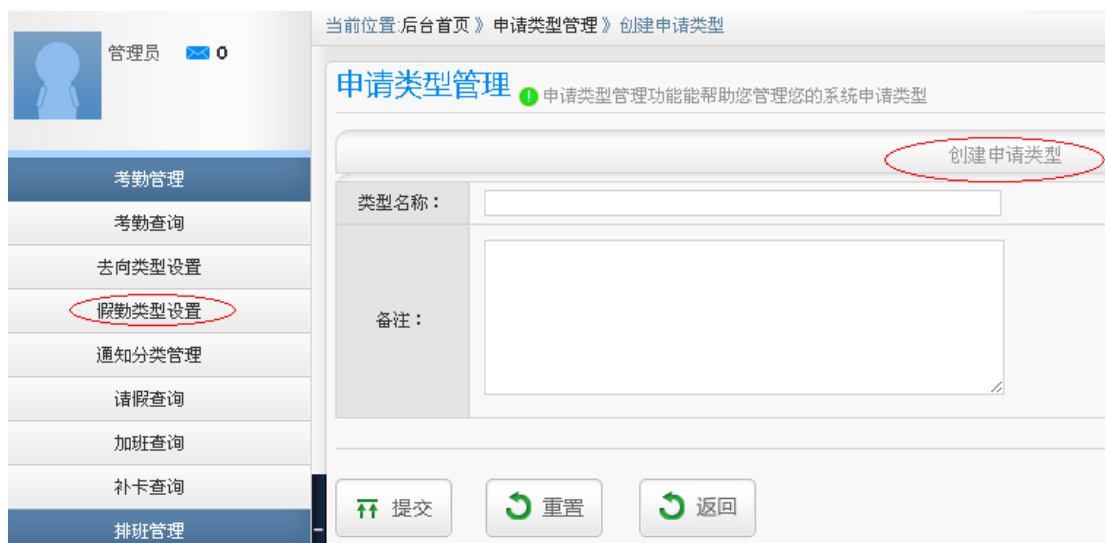 管理员 0
考勤管理
考勤查询
去向类型设置
假勤类型设置
通知分类管理
请假查询
加班查询
补卡查询
排班管理
当前位置:后台首页》申请类型管理》创建申请类型
申请类型管理 申请类型管理功能能帮助您管理您的系统申请类型
创建申请类型
类型名称：
备注：
提交 重置 返回